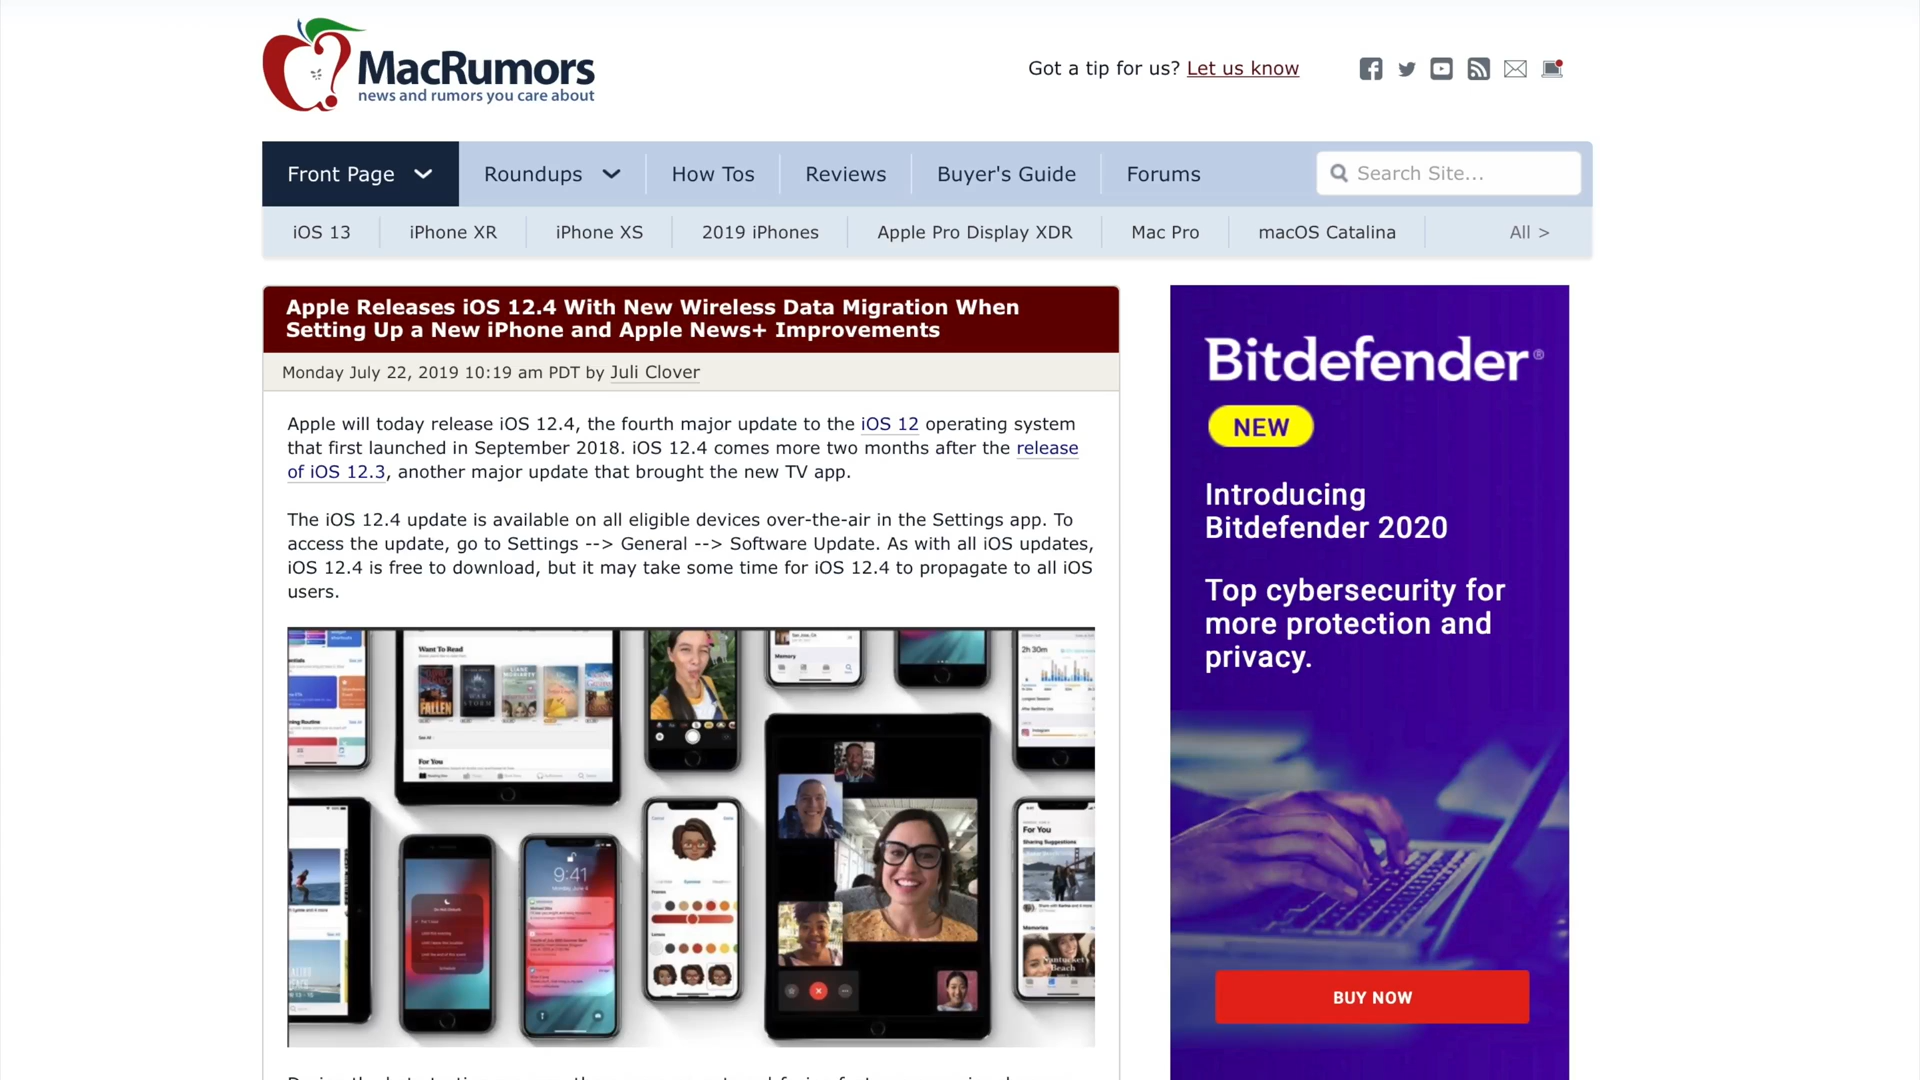 MacRumors
news and rumors you care about
Got a tip for us? Let us know
Front Page
Roundups
How Tos
Reviews
Buyer's Guide
Forums
Search Site...
iOS 13
iPhone XR
iPhone XS
2019 iPhones
Apple Pro Display XDR
Mac Pro
macOS Catalina
All >
Apple Releases iOS 12.4 With New Wireless Data Migration When
Setting Up a New iPhone and Apple News+ Improvements
Monday July 22, 2019 10:19 am PDT by Juli Clover
Apple will today release iOS 12.4, the fourth major update to the iOS 12 operating system
that first launched in September 2018. iOS 12.4 comes more two months after the release
of iOS 12.3, another major update that brought the new TV app.
The iOS 12.4 update is available on all eligible devices over-the-air in the Settings app. To
access the update, go to Settings --> General --> Software Update. As with all iOS updates,
iOS 12.4 is free to download, but it may take some time for iOS 12.4 to propagate to all iOS
users.
Want To Read
FALLEN
For You
Memory
2h 30m
9:41
For You
Sharing Suggestions
Memories
Bitdefender®
NEW
Introducing
Bitdefender 2020
Top cybersecurity for
more protection and
privacy.
BUY NOW